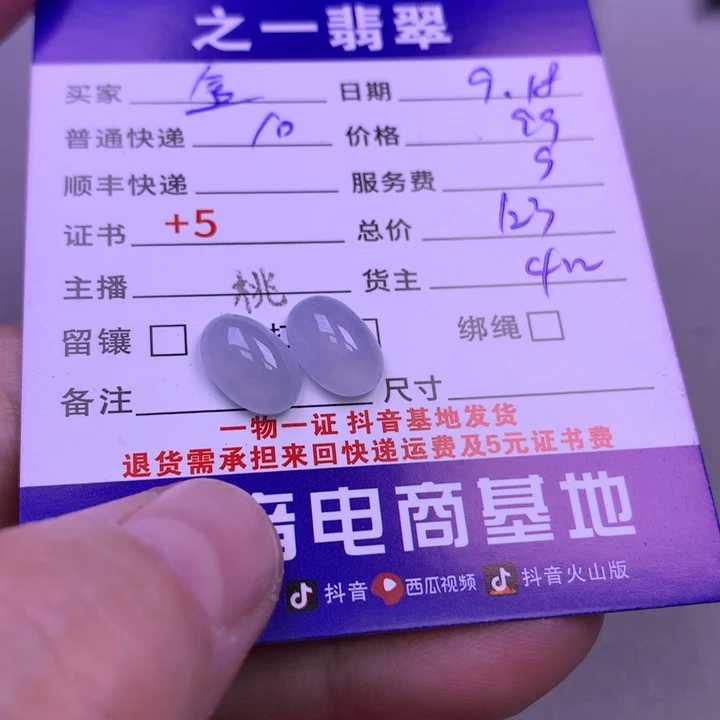 之一翡翠
买家 日期 9.18
普通快递 10 价格 99
顺丰快递 服务费 9
证书 +5 总价 123
主播 桃 货主
留镶 绑绳
备注 尺寸
一物一证 抖音基地发货
退货需承担来回快递运费及5元证书费
音电商基地
抖音 西瓜视频 抖音火山版